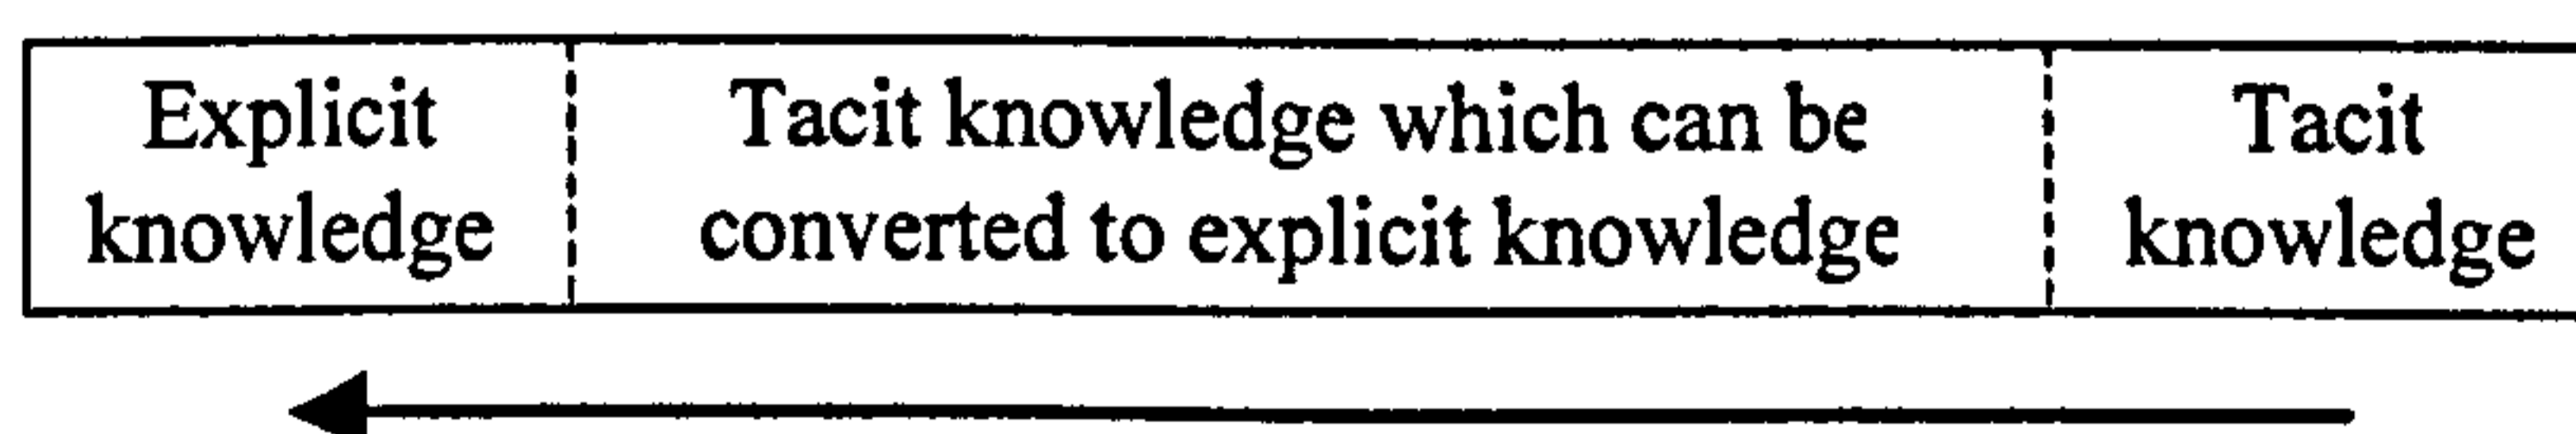 Explicit
knowledge
Tacit knowledge which can be
converted to explicit knowledge
Tacit
knowledge